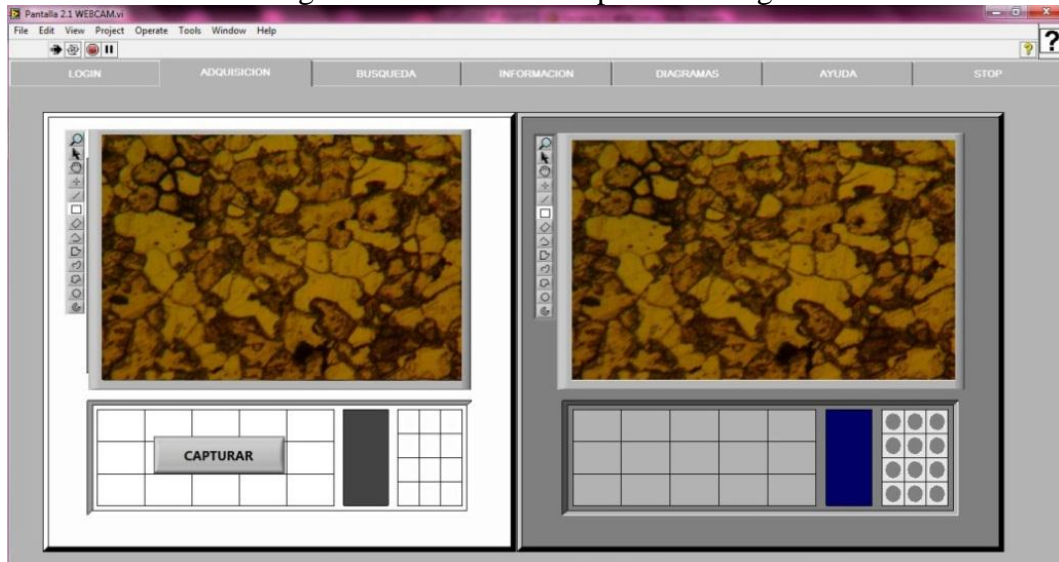 Pantalla 2.1 WEBCAM.vi
File Edit View Project Operate Tools Window Help
LOGIN ADQUISICION BUSQUEDA INFORMACION DIAGRAMAS AYUDA STOP
CAPTURAR